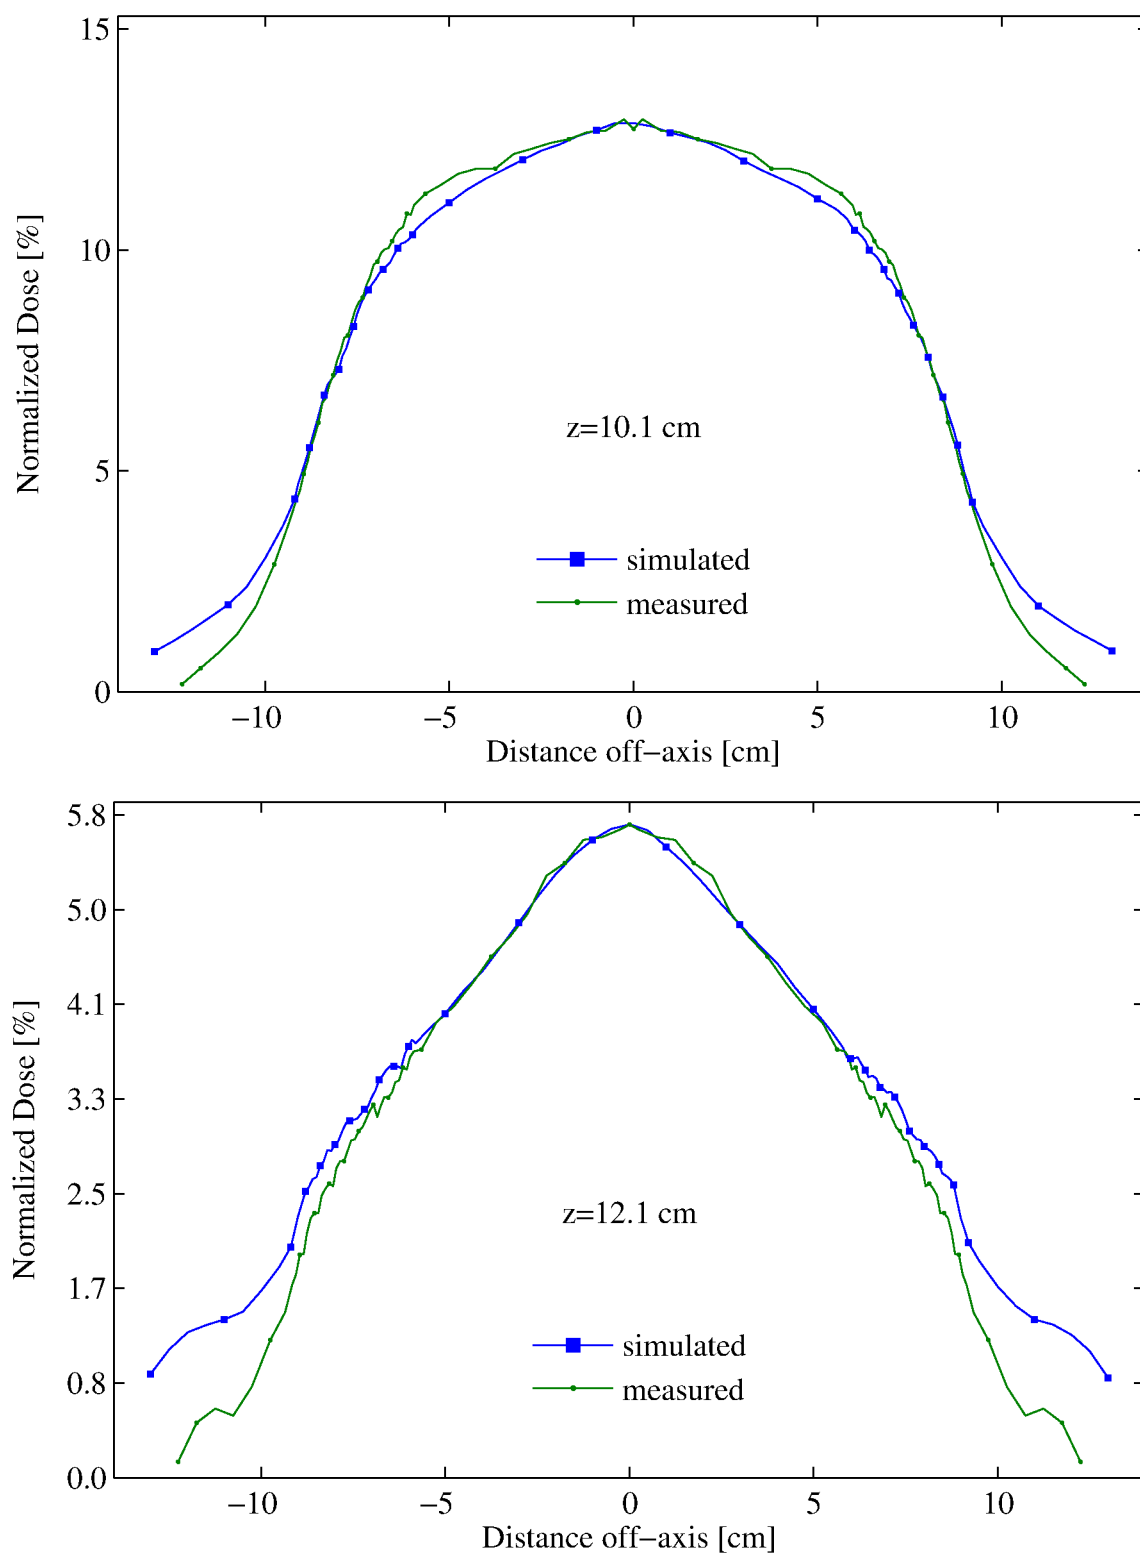 15
10
5
0
Normalized Dose [%]
z=10.1 cm
simulated
measured
−10
−5
0
5
10
Distance off−axis [cm]
5.8
5.0
4.1
3.3
2.5
1.7
0.8
0.0
Normalized Dose [%]
z=12.1 cm
simulated
measured
−10
−5
0
5
10
Distance off−axis [cm]